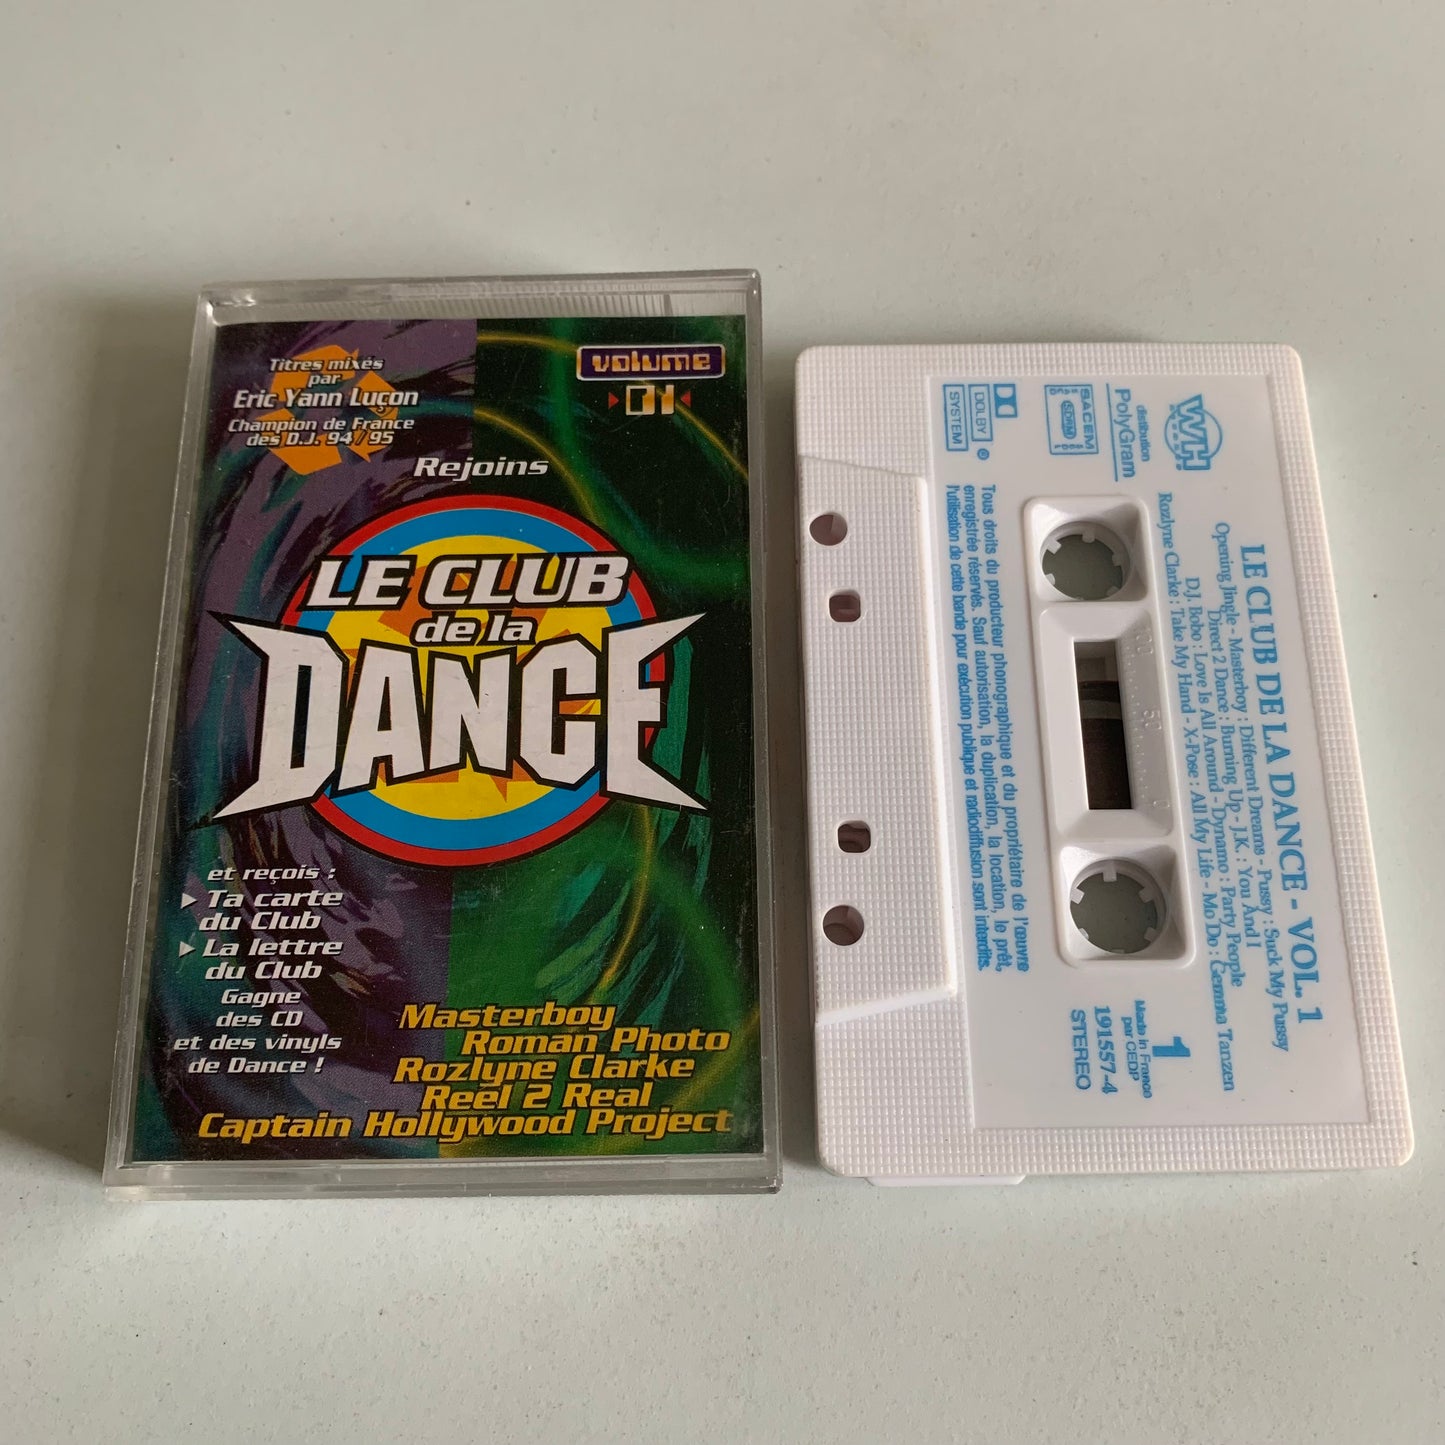 Titres mixés
par
Eric Yann Luçon
Champion de France
des D.J. 94/95
volume
01
Rejoins
LE CLUB
de la
DANCE
et reçois :
Ta carte
du Club
La lettre
du Club
Gagne
des CD
et des vinyls
de Dance !
Masterboy
Roman Photo
Rozlyne Clarke
Reel 2 Real
Captain Hollywood Project
WH
distribution
PolyGram
SACEM
SDRM
DOLBY
SYSTEM
LE CLUB DE LA DANCE - VOL. 1
Opening Jingle - Masterboy : Different Dreams - Pussy : Suck My Pussy
Direct 2 Dance : Burning Up - J.K. : You And I
D.J. Bobo : Love Is All Around - Dynamo : Party People
Rozlyne Clarke : Take My Hand - X-Pose : All My Life - Mo Do : Gemma Tanzen
100 50 0
Tous droits du producteur phonographique et du propriétaire de l'œuvre
enregistrée réservés. Sauf autorisation, la duplication, la location, le prêt,
l'utilisation de cette bande pour exécution publique et radiodiffusion sont interdits.
Made in France
par CEDP
1
191557-4
STEREO